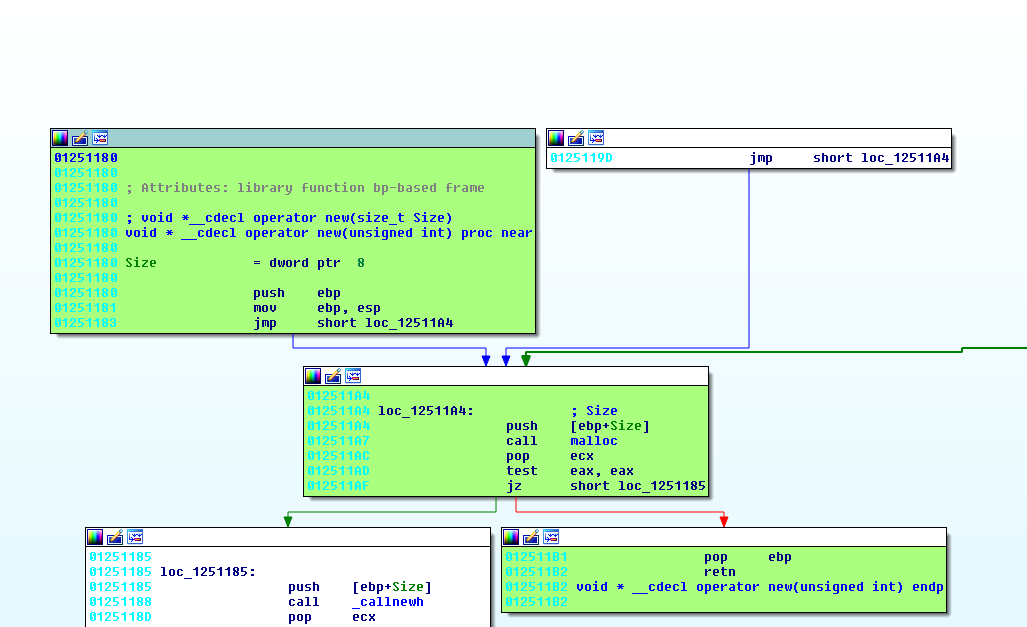 01251180
01251180
01251180 ; Attributes: library function bp-based frame
01251180
01251180 ; void *__cdecl operator new(size_t Size)
01251180 void * __cdecl operator new(unsigned int) proc near
01251180
01251180 Size = dword ptr 8
01251180
01251180 push ebp
01251181 mov ebp, esp
01251183 jmp short loc_12511A4
0125119D jmp short loc_12511A4
012511A4
012511A4 loc_12511A4: ; Size
012511A4 push [ebp+Size]
012511A7 call malloc
012511AC pop ecx
012511AD test eax, eax
012511AF jz short loc_1251185
01251185
01251185 loc_1251185:
01251185 push [ebp+Size]
01251188 call _callnewh
0125118D pop ecx
012511B1 pop ebp
012511B2 retn
012511B2 void * __cdecl operator new(unsigned int) endp
012511B2